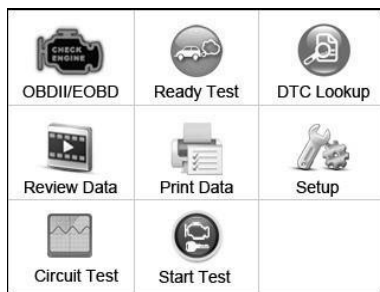 CHECK
ENGINE
OBDII/EOBD
Ready Test
DTC Lookup
Review Data
Print Data
Setup
Circuit Test
Start Test